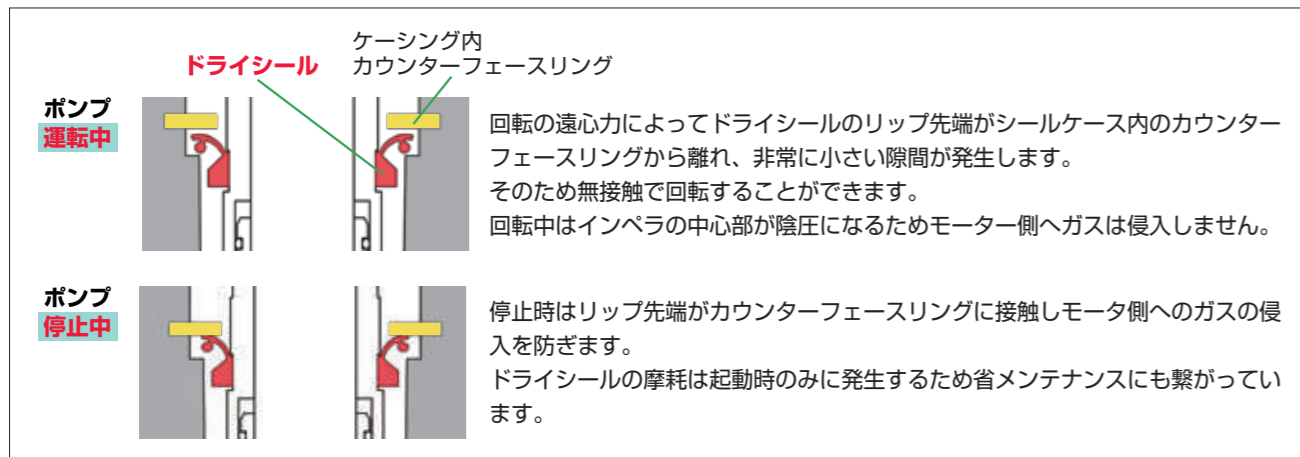 ケーシング内
ドライシール カウンターフェースリング
ポンプ
運転中
回転の遠心力によってドライシールのリップ先端がシールケース内のカウンター
フェースリングから離れ、非常に小さい隙間が発生します。
そのため無接触で回転することができます。
回転中はインペラの中心部が陰圧になるためモーター側へガスは侵入しません。
ポンプ
停止中
停止時はリップ先端がカウンターフェースリングに接触しモータ側へのガスの侵
入を防ぎます。
ドライシールの摩耗は起動時のみに発生するため省メンテナンスにも繋がってい
ます。